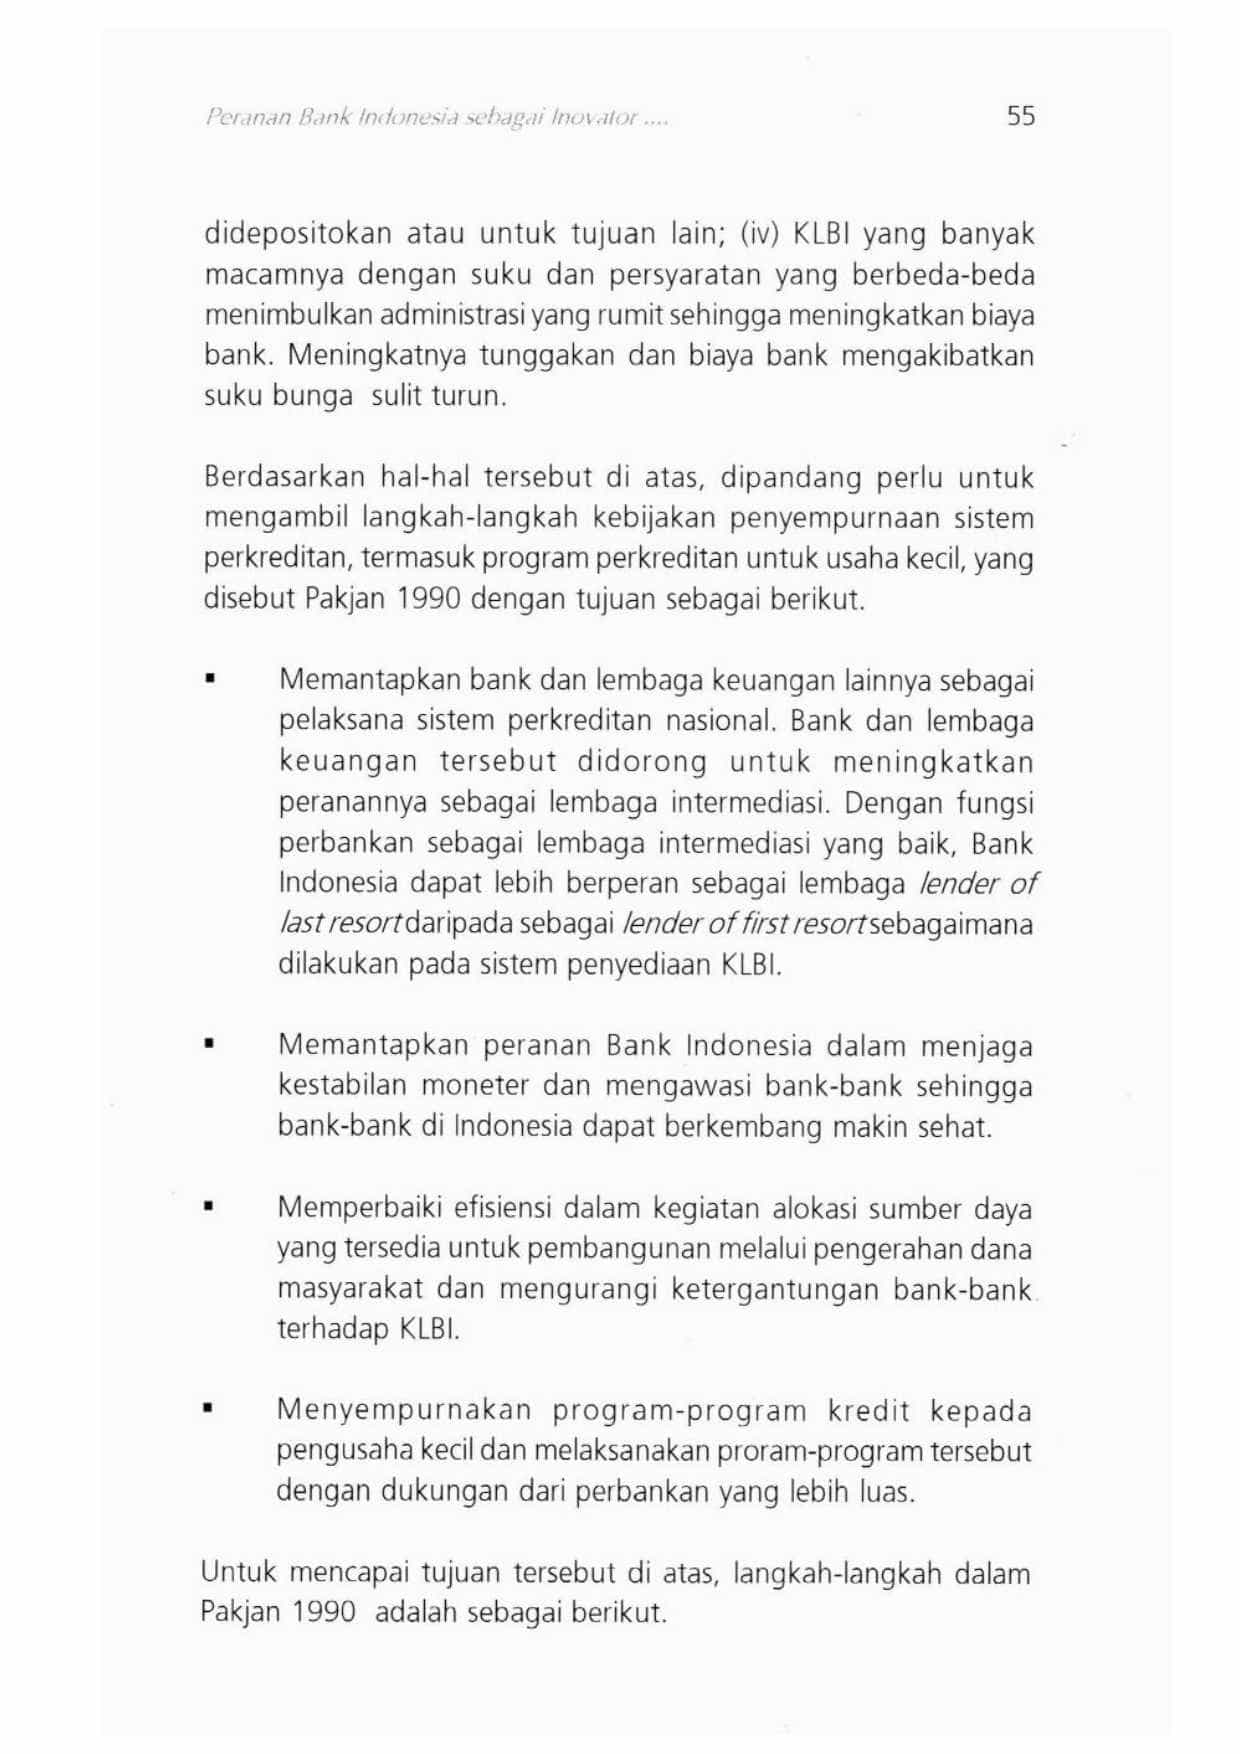 Peranan Bank Indonesia sebagai Inovator .... 55
didepositokan atau untuk tujuan lain; (iv) KLBI yang banyak
macamnya dengan suku dan persyaratan yang berbeda-beda
menimbulkan administrasi yang rumit sehingga meningkatkan biaya
bank. Meningkatnya tunggakan dan biaya bank mengakibatkan
suku bunga sulit turun.
Berdasarkan hal-hal tersebut di atas, dipandang perlu untuk
mengambil langkah-langkah kebijakan penyempurnaan sistem
perkreditan, termasuk program perkreditan untuk usaha kecil, yang
disebut Pakjan 1990 dengan tujuan sebagai berikut.
▪ Memantapkan bank dan lembaga keuangan lainnya sebagai
pelaksana sistem perkreditan nasional. Bank dan lembaga
keuangan tersebut didorong untuk meningkatkan
peranannya sebagai lembaga intermediasi. Dengan fungsi
perbankan sebagai lembaga intermediasi yang baik, Bank
Indonesia dapat lebih berperan sebagai lembaga lender of
last resort daripada sebagai lender of first resort sebagaimana
dilakukan pada sistem penyediaan KLBI.
▪ Memantapkan peranan Bank Indonesia dalam menjaga
kestabilan moneter dan mengawasi bank-bank sehingga
bank-bank di Indonesia dapat berkembang makin sehat.
▪ Memperbaiki efisiensi dalam kegiatan alokasi sumber daya
yang tersedia untuk pembangunan melalui pengerahan dana
masyarakat dan mengurangi ketergantungan bank-bank
terhadap KLBI.
▪ Menyempurnakan program-program kredit kepada
pengusaha kecil dan melaksanakan proram-program tersebut
dengan dukungan dari perbankan yang lebih luas.
Untuk mencapai tujuan tersebut di atas, langkah-langkah dalam
Pakjan 1990 adalah sebagai berikut.